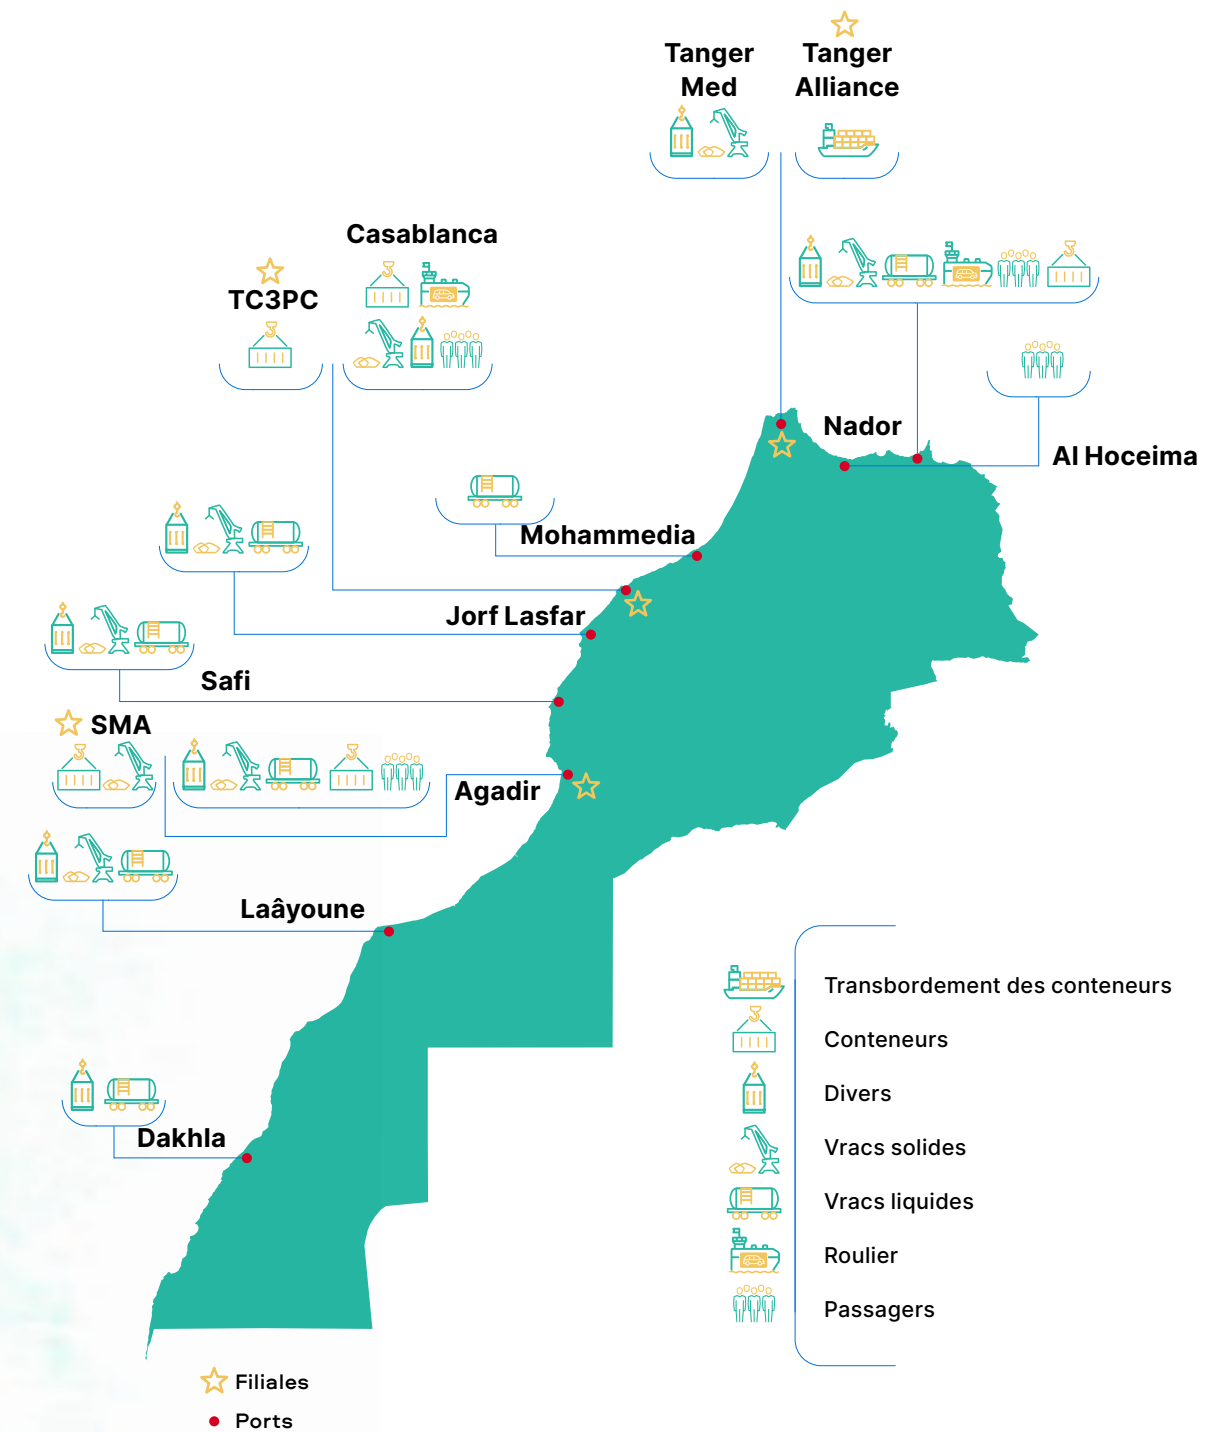 Tanger
Med
Tanger
Alliance
Casablanca
TC3PC
Nador
Al Hoceima
Mohammedia
Jorf Lasfar
Safi
SMA
Agadir
Laâyoune
Dakhla
Transbordement des conteneurs
Conteneurs
Divers
Vracs solides
Vracs liquides
Roulier
Passagers
Filiales
Ports